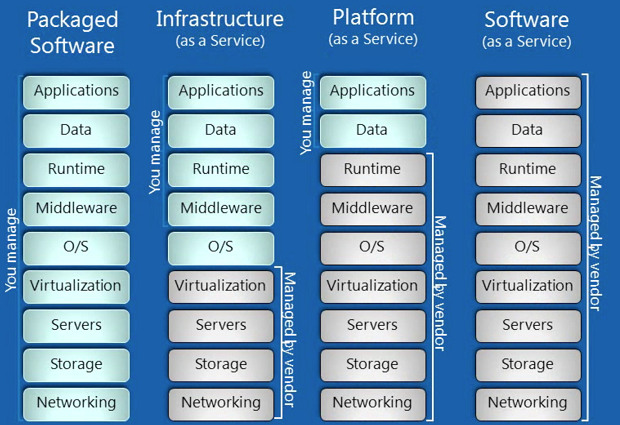 Packaged
Software
You manage
Applications
Data
Runtime
Middleware
O/S
Virtualization
Servers
Storage
Networking
Infrastructure
(as a Service)
You manage
Applications
Data
Runtime
Middleware
O/S
Virtualization
Servers
Storage
Networking
Managed by vendor
Platform
(as a Service)
You manage
Applications
Data
Runtime
Middleware
O/S
Virtualization
Servers
Storage
Networking
Managed by vendor
Software
(as a Service)
Applications
Data
Runtime
Middleware
O/S
Virtualization
Servers
Storage
Networking
Managed by vendor